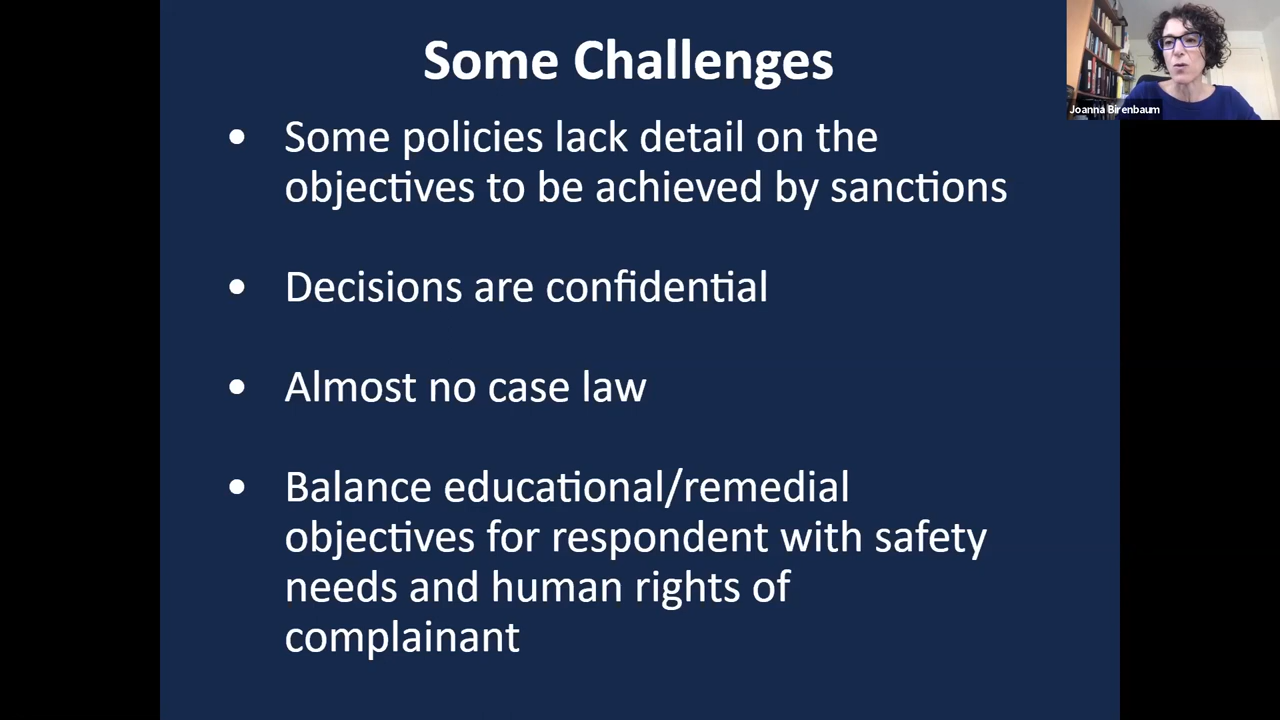 Some Challenges
Joanna Birenbaum
• Some policies lack detail on the
objectives to be achieved by sanctions
• Decisions are confidential
• Almost no case law
• Balance educational/remedial
objectives for respondent with safety
needs and human rights of
complainant